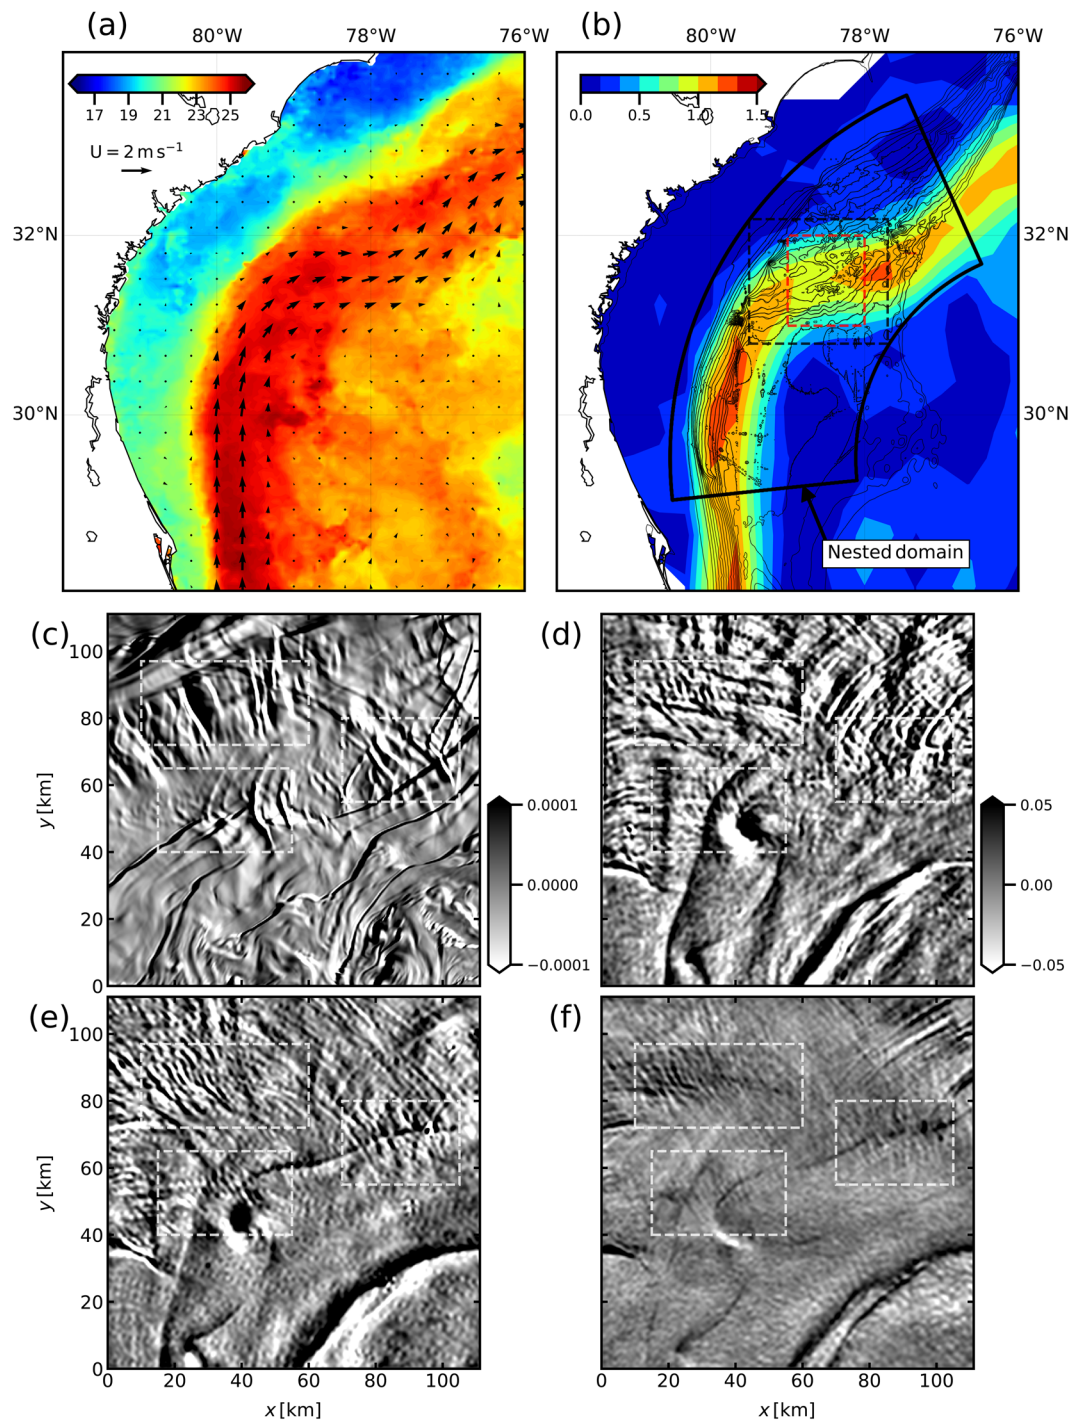 (a) (b)
80°W 78°W 76°W 80°W 78°W 76°W
17 19 21 23 25 0.0 0.5 1.0 1.5
U = 2 m s⁻¹
32°N 32°N
30°N 30°N
Nested domain
(c) (d)
100
80
60
40
20
0
y [km]
0.0001 0.05
0.0000 0.00
−0.0001 −0.05
(e) (f)
100
80
60
40
20
0
y [km] y [km]
0 20 40 60 80 100 0 20 40 60 80 100
x [km] x [km]